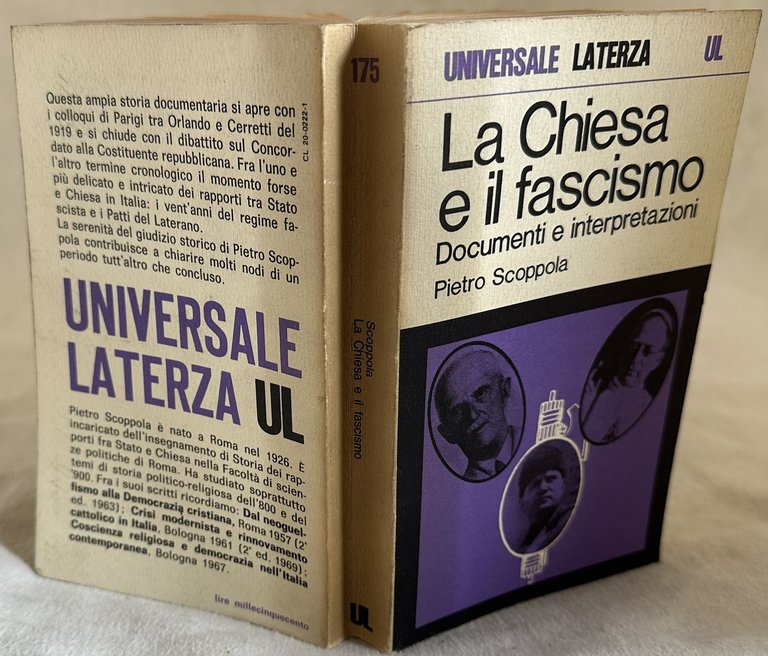 Questa ampia storia documentaria si apre con
i colloqui di Parigi tra Orlando e Cerretti del
1919 e si chiude con il dibattito sul Concor-
dato alla Costituente repubblicana. Fra l'uno e
l'altro termine cronologico il momento forse
più delicato e intricato dei rapporti tra Stato
e Chiesa in Italia: i vent'anni del regime fa-
scista e i Patti del Laterano.
La serenità del giudizio storico di Pietro Scop-
pola contribuisce a chiarire molti nodi di un
periodo tutt'altro che concluso.
CL 20-0222-1
UNIVERSALE
LATERZA UL
Pietro Scoppola è nato a Roma nel 1926. È
incaricato dell'insegnamento di Storia dei rap-
porti fra Stato e Chiesa nella Facoltà di scien-
ze politiche di Roma. Ha studiato soprattutto
temi di storia politico-religiosa dell'800 e del
'900. Fra i suoi scritti ricordiamo: Dal neoguel-
fismo alla Democrazia cristiana, Roma 1957 (2ª
ed. 1963); Crisi modernista e rinnovamento
cattolico in Italia, Bologna 1961 (2ª ed. 1969);
Coscienza religiosa e democrazia nell'Italia
contemporanea, Bologna 1967.
lire millecinquecento
175
Scoppola
La Chiesa e il fascismo
UL
UNIVERSALE LATERZA UL
La Chiesa
e il fascismo
Documenti e interpretazioni
Pietro Scoppola